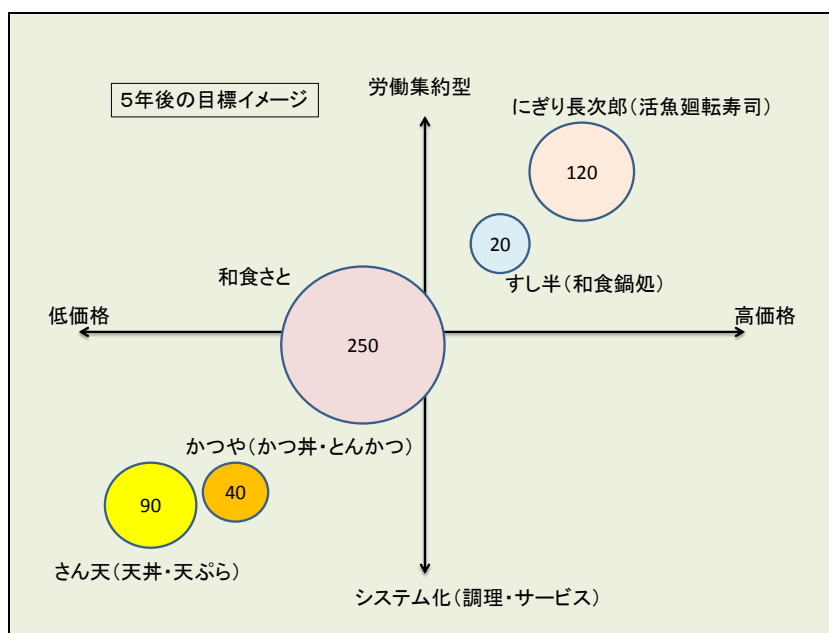 5年後の目標イメージ
労働集約型
にぎり長次郎(活魚廻転寿司)
120
20
すし半(和食鍋処)
和食さと
低価格
高価格
250
かつや(かつ丼・とんかつ)
40
90
さん天(天丼・天ぷら)
システム化(調理・サービス)